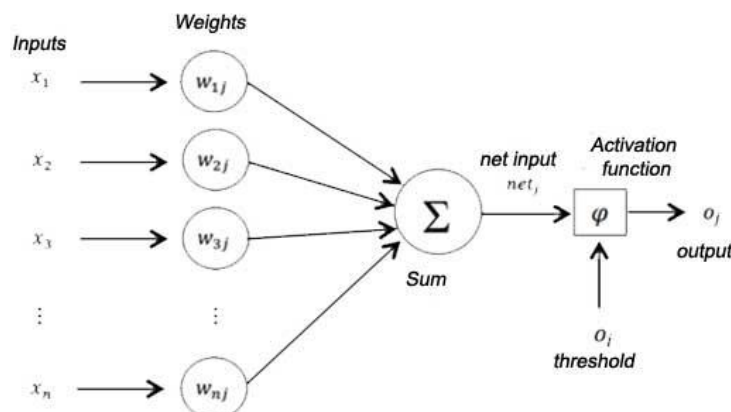 Weights
Inputs
x₁
w₁ⱼ
x₂
w₂ⱼ
x₃
w₃ⱼ
⋮ ⋮
xₙ
wₙⱼ
Σ
Sum
net input
netⱼ
Activation
function
φ
oⱼ
output
oᵢ
threshold